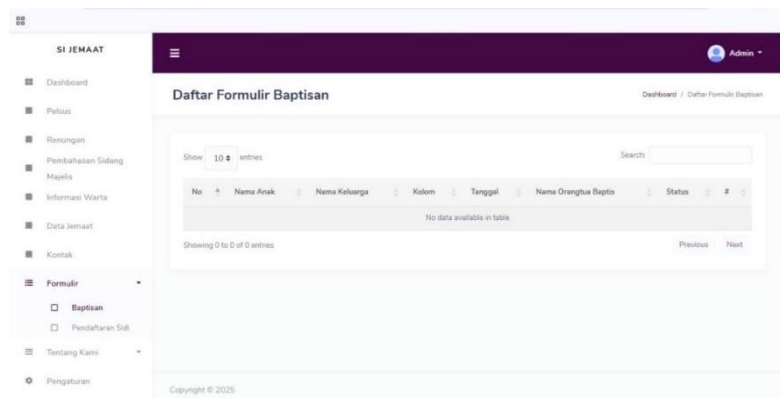 SI JEMAAT
Admin
Dashboard
Daftar Formulir Baptisan
Dashboard / Daftar Formulir Baptisan
Pelsus
Renungan
Pembahasan Sidang
Majelis
Informasi Warta
Data Jemaat
Kontak
Formulir
Baptisan
Pendaftaran Sidi
Tentang Kami
Pengaturan
Show 10 entries
Search:
No Nama Anak Nama Keluarga Kolom Tanggal Nama Orangtua Baptis Status #
No data available in table
Showing 0 to 0 of 0 entries
Previous Next
Copyright © 2025